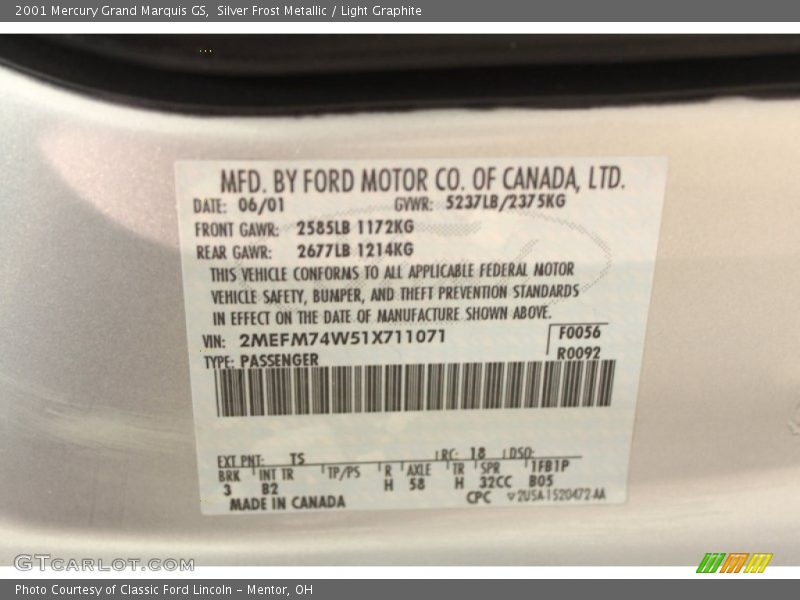 2001 Mercury Grand Marquis GS, Silver Frost Metallic / Light Graphite
MFD. BY FORD MOTOR CO. OF CANADA, LTD.
DATE: 06/01 GVWR: 5237LB/2375KG
FRONT GAWR: 2585LB 1172KG
REAR GAWR: 2677LB 1214KG
THIS VEHICLE CONFORMS TO ALL APPLICABLE FEDERAL MOTOR
VEHICLE SAFETY, BUMPER, AND THEFT PREVENTION STANDARDS
IN EFFECT ON THE DATE OF MANUFACTURE SHOWN ABOVE.
VIN: 2MEFM74W51X711071 F0056
TYPE: PASSENGER R0092
EXT PNT: TS RC: 18 DSO:
BRK INT TR TP/PS R AXLE TR SPR 1FB1P
3 B2 H 58 H 32CC B05
MADE IN CANADA CPC 2USA-1520472-AA
GTCarLot.com
Photo Courtesy of Classic Ford Lincoln - Mentor, OH